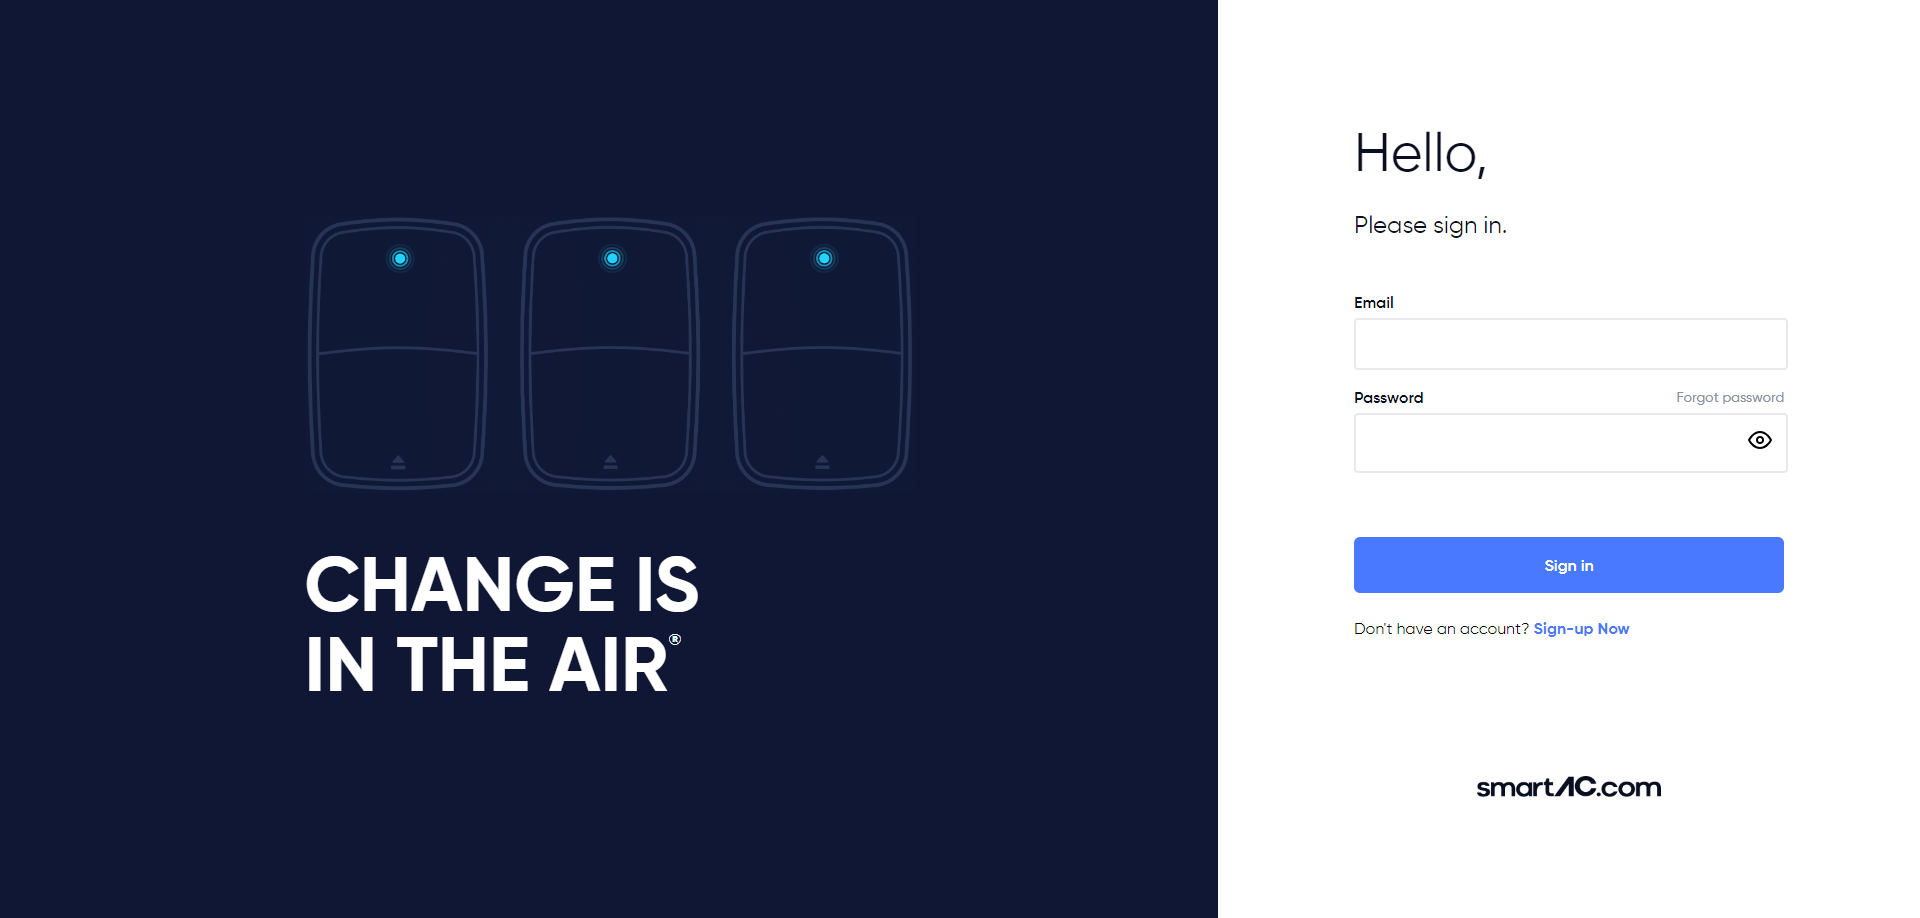 CHANGE IS
IN THE AIR®
Hello,
Please sign in.
Email
Password
Forgot password
Sign in
Don't have an account? Sign-up Now
smartAC.com